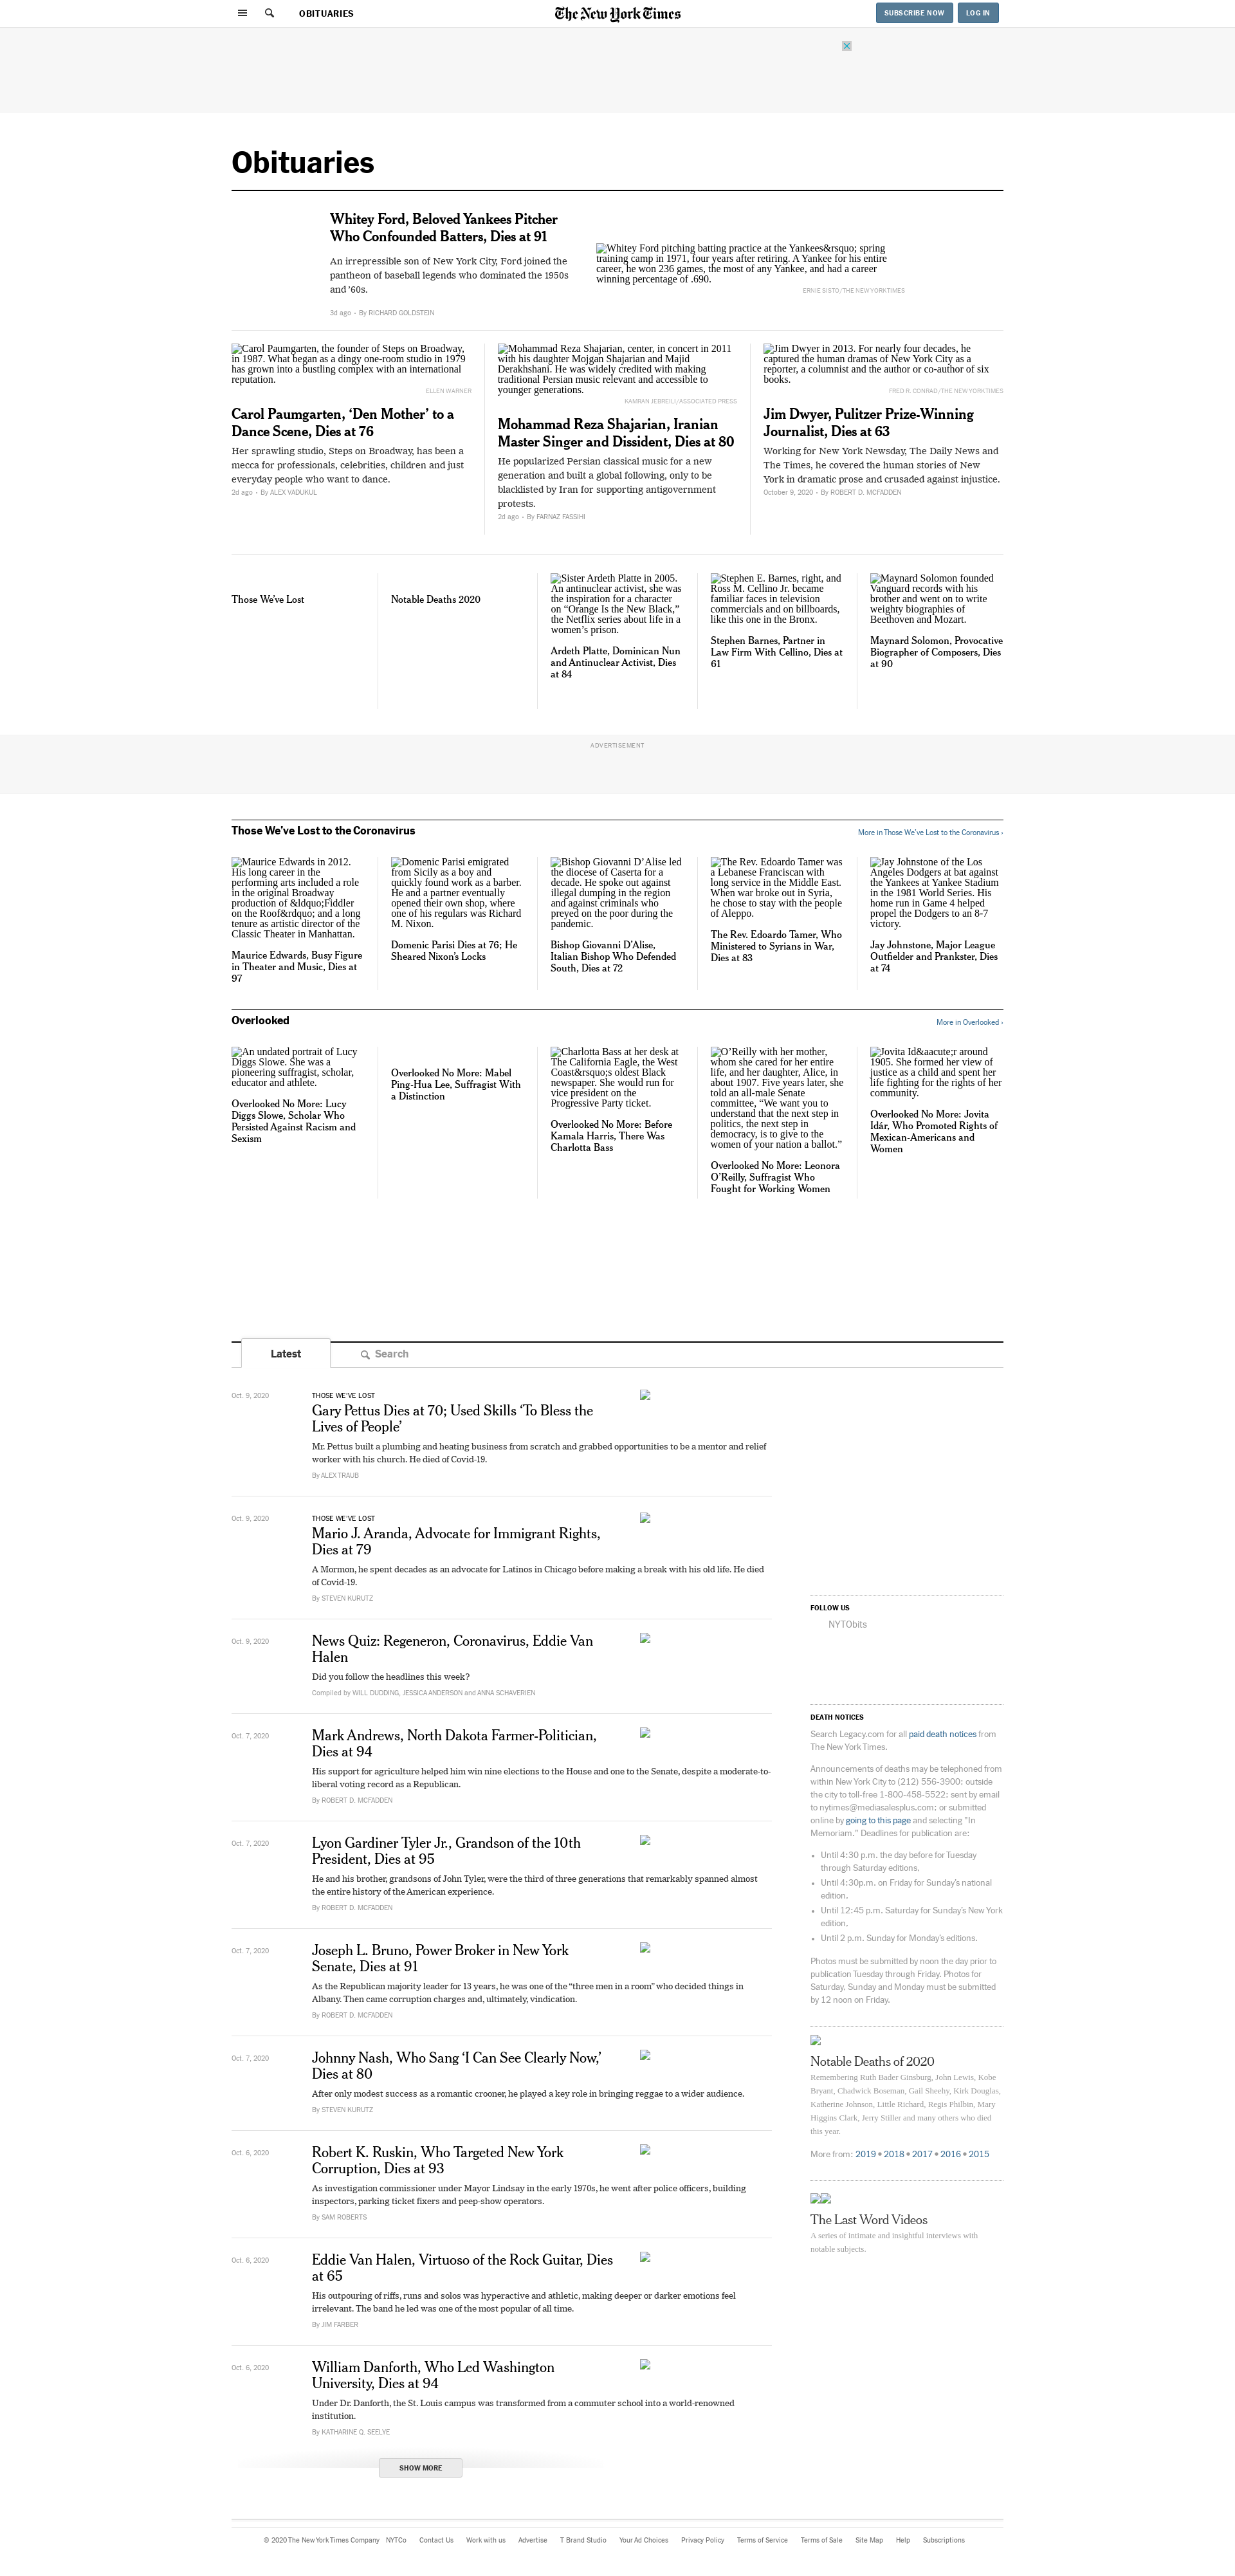 OBITUARIES
The New York Times
SUBSCRIBE NOW
LOG IN
Obituaries
Whitey Ford, Beloved Yankees Pitcher
Who Confounded Batters, Dies at 91
An irrepressible son of New York City, Ford joined the
pantheon of baseball legends who dominated the 1950s
and ’60s.
3d ago • By RICHARD GOLDSTEIN
Whitey Ford pitching batting practice at the Yankees&rsquo; spring
training camp in 1971, four years after retiring. A Yankee for his entire
career, he won 236 games, the most of any Yankee, and had a career
winning percentage of .690.
ERNIE SISTO/THE NEW YORK TIMES
Carol Paumgarten, the founder of Steps on Broadway,
in 1987. What began as a dingy one-room studio in 1979
has grown into a bustling complex with an international
reputation.
ELLEN WARNER
Carol Paumgarten, ‘Den Mother’ to a
Dance Scene, Dies at 76
Her sprawling studio, Steps on Broadway, has been a
mecca for professionals, celebrities, children and just
everyday people who want to dance.
2d ago • By ALEX VADUKUL
Mohammad Reza Shajarian, center, in concert in 2011
with his daughter Mojgan Shajarian and Majid
Derakhshani. He was widely credited with making
traditional Persian music relevant and accessible to
younger generations.
KAMRAN JEBREILI/ASSOCIATED PRESS
Mohammad Reza Shajarian, Iranian
Master Singer and Dissident, Dies at 80
He popularized Persian classical music for a new
generation and built a global following, only to be
blacklisted by Iran for supporting antigovernment
protests.
2d ago • By FARNAZ FASSIHI
Jim Dwyer in 2013. For nearly four decades, he
captured the human dramas of New York City as a
reporter, a columnist and the author or co-author of six
books.
FRED R. CONRAD/THE NEW YORK TIMES
Jim Dwyer, Pulitzer Prize-Winning
Journalist, Dies at 63
Working for New York Newsday, The Daily News and
The Times, he covered the human stories of New
York in dramatic prose and crusaded against injustice.
October 9, 2020 • By ROBERT D. MCFADDEN
Those We’ve Lost
Notable Deaths 2020
Sister Ardeth Platte in 2005.
An antinuclear activist, she was
the inspiration for a character
on “Orange Is the New Black,”
the Netflix series about life in a
women’s prison.
Ardeth Platte, Dominican Nun
and Antinuclear Activist, Dies
at 84
Stephen E. Barnes, right, and
Ross M. Cellino Jr. became
familiar faces in television
commercials and on billboards,
like this one in the Bronx.
Stephen Barnes, Partner in
Law Firm With Cellino, Dies at
61
Maynard Solomon founded
Vanguard records with his
brother and went on to write
weighty biographies of
Beethoven and Mozart.
Maynard Solomon, Provocative
Biographer of Composers, Dies
at 90
ADVERTISEMENT
Those We’ve Lost to the Coronavirus
More in Those We’ve Lost to the Coronavirus ›
Maurice Edwards in 2012.
His long career in the
performing arts included a role
in the original Broadway
production of &ldquo;Fiddler
on the Roof&rdquo; and a long
tenure as artistic director of the
Classic Theater in Manhattan.
Maurice Edwards, Busy Figure
in Theater and Music, Dies at
97
Domenic Parisi emigrated
from Sicily as a boy and
quickly found work as a barber.
He and a partner eventually
opened their own shop, where
one of his regulars was Richard
M. Nixon.
Domenic Parisi Dies at 76; He
Sheared Nixon’s Locks
Bishop Giovanni D’Alise led
the diocese of Caserta for a
decade. He spoke out against
illegal dumping in the region
and against criminals who
preyed on the poor during the
pandemic.
Bishop Giovanni D’Alise,
Italian Bishop Who Defended
South, Dies at 72
The Rev. Edoardo Tamer was
a Lebanese Franciscan with
long service in the Middle East.
When war broke out in Syria,
he chose to stay with the people
of Aleppo.
The Rev. Edoardo Tamer, Who
Ministered to Syrians in War,
Dies at 83
Jay Johnstone of the Los
Angeles Dodgers at bat against
the Yankees at Yankee Stadium
in the 1981 World Series. His
home run in Game 4 helped
propel the Dodgers to an 8-7
victory.
Jay Johnstone, Major League
Outfielder and Prankster, Dies
at 74
Overlooked
More in Overlooked ›
An undated portrait of Lucy
Diggs Slowe. She was a
pioneering suffragist, scholar,
educator and athlete.
Overlooked No More: Lucy
Diggs Slowe, Scholar Who
Persisted Against Racism and
Sexism
Overlooked No More: Mabel
Ping-Hua Lee, Suffragist With
a Distinction
Charlotta Bass at her desk at
The California Eagle, the West
Coast&rsquo;s oldest Black
newspaper. She would run for
vice president on the
Progressive Party ticket.
Overlooked No More: Before
Kamala Harris, There Was
Charlotta Bass
O’Reilly with her mother,
whom she cared for her entire
life, and her daughter, Alice, in
about 1907. Five years later, she
told an all-male Senate
committee, “We want you to
understand that the next step in
politics, the next step in
democracy, is to give to the
women of your nation a ballot.”
Overlooked No More: Leonora
O’Reilly, Suffragist Who
Fought for Working Women
Jovita Id&aacute;r around
1905. She formed her view of
justice as a child and spent her
life fighting for the rights of her
community.
Overlooked No More: Jovita
Idár, Who Promoted Rights of
Mexican-Americans and
Women
Latest
Search
Oct. 9, 2020
THOSE WE’VE LOST
Gary Pettus Dies at 70; Used Skills ‘To Bless the
Lives of People’
Mr. Pettus built a plumbing and heating business from scratch and grabbed opportunities to be a mentor and relief
worker with his church. He died of Covid-19.
By ALEX TRAUB
Oct. 9, 2020
THOSE WE’VE LOST
Mario J. Aranda, Advocate for Immigrant Rights,
Dies at 79
A Mormon, he spent decades as an advocate for Latinos in Chicago before making a break with his old life. He died
of Covid-19.
By STEVEN KURUTZ
Oct. 9, 2020
News Quiz: Regeneron, Coronavirus, Eddie Van
Halen
Did you follow the headlines this week?
Compiled by WILL DUDDING, JESSICA ANDERSON and ANNA SCHAVERIEN
Oct. 7, 2020
Mark Andrews, North Dakota Farmer-Politician,
Dies at 94
His support for agriculture helped him win nine elections to the House and one to the Senate, despite a moderate-to-
liberal voting record as a Republican.
By ROBERT D. MCFADDEN
Oct. 7, 2020
Lyon Gardiner Tyler Jr., Grandson of the 10th
President, Dies at 95
He and his brother, grandsons of John Tyler, were the third of three generations that remarkably spanned almost
the entire history of the American experience.
By ROBERT D. MCFADDEN
Oct. 7, 2020
Joseph L. Bruno, Power Broker in New York
Senate, Dies at 91
As the Republican majority leader for 13 years, he was one of the “three men in a room” who decided things in
Albany. Then came corruption charges and, ultimately, vindication.
By ROBERT D. MCFADDEN
Oct. 7, 2020
Johnny Nash, Who Sang ‘I Can See Clearly Now,’
Dies at 80
After only modest success as a romantic crooner, he played a key role in bringing reggae to a wider audience.
By STEVEN KURUTZ
Oct. 6, 2020
Robert K. Ruskin, Who Targeted New York
Corruption, Dies at 93
As investigation commissioner under Mayor Lindsay in the early 1970s, he went after police officers, building
inspectors, parking ticket fixers and peep-show operators.
By SAM ROBERTS
Oct. 6, 2020
Eddie Van Halen, Virtuoso of the Rock Guitar, Dies
at 65
His outpouring of riffs, runs and solos was hyperactive and athletic, making deeper or darker emotions feel
irrelevant. The band he led was one of the most popular of all time.
By JIM FARBER
Oct. 6, 2020
William Danforth, Who Led Washington
University, Dies at 94
Under Dr. Danforth, the St. Louis campus was transformed from a commuter school into a world-renowned
institution.
By KATHARINE Q. SEELYE
SHOW MORE
FOLLOW US
NYTObits
DEATH NOTICES
Search Legacy.com for all paid death notices from
The New York Times.
Announcements of deaths may be telephoned from
within New York City to (212) 556-3900; outside
the city to toll-free 1-800-458-5522; sent by email
to nytimes@mediasalesplus.com; or submitted
online by going to this page and selecting "In
Memoriam." Deadlines for publication are:
• Until 4:30 p.m. the day before for Tuesday
through Saturday editions.
• Until 4:30p.m. on Friday for Sunday’s national
edition.
• Until 12:45 p.m. Saturday for Sunday’s New York
edition.
• Until 2 p.m. Sunday for Monday’s editions.
Photos must be submitted by noon the day prior to
publication Tuesday through Friday. Photos for
Saturday, Sunday and Monday must be submitted
by 12 noon on Friday.
Notable Deaths of 2020
Remembering Ruth Bader Ginsburg, John Lewis, Kobe
Bryant, Chadwick Boseman, Gail Sheehy, Kirk Douglas,
Katherine Johnson, Little Richard, Regis Philbin, Mary
Higgins Clark, Jerry Stiller and many others who died
this year.
More from: 2019 • 2018 • 2017 • 2016 • 2015
The Last Word Videos
A series of intimate and insightful interviews with
notable subjects.
© 2020 The New York Times Company NYTCo Contact Us Work with us Advertise T Brand Studio Your Ad Choices Privacy Policy Terms of Service Terms of Sale Site Map Help Subscriptions